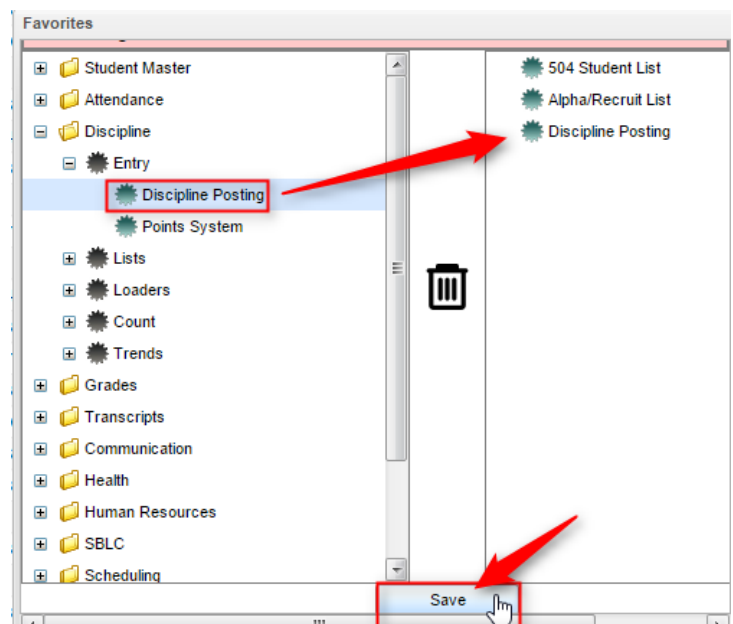 Favorites
Student Master
Attendance
Discipline
Entry
Discipline Posting
Points System
Lists
Loaders
Count
Trends
Grades
Transcripts
Communication
Health
Human Resources
SBLC
Scheduling
504 Student List
Alpha/Recruit List
Discipline Posting
Save